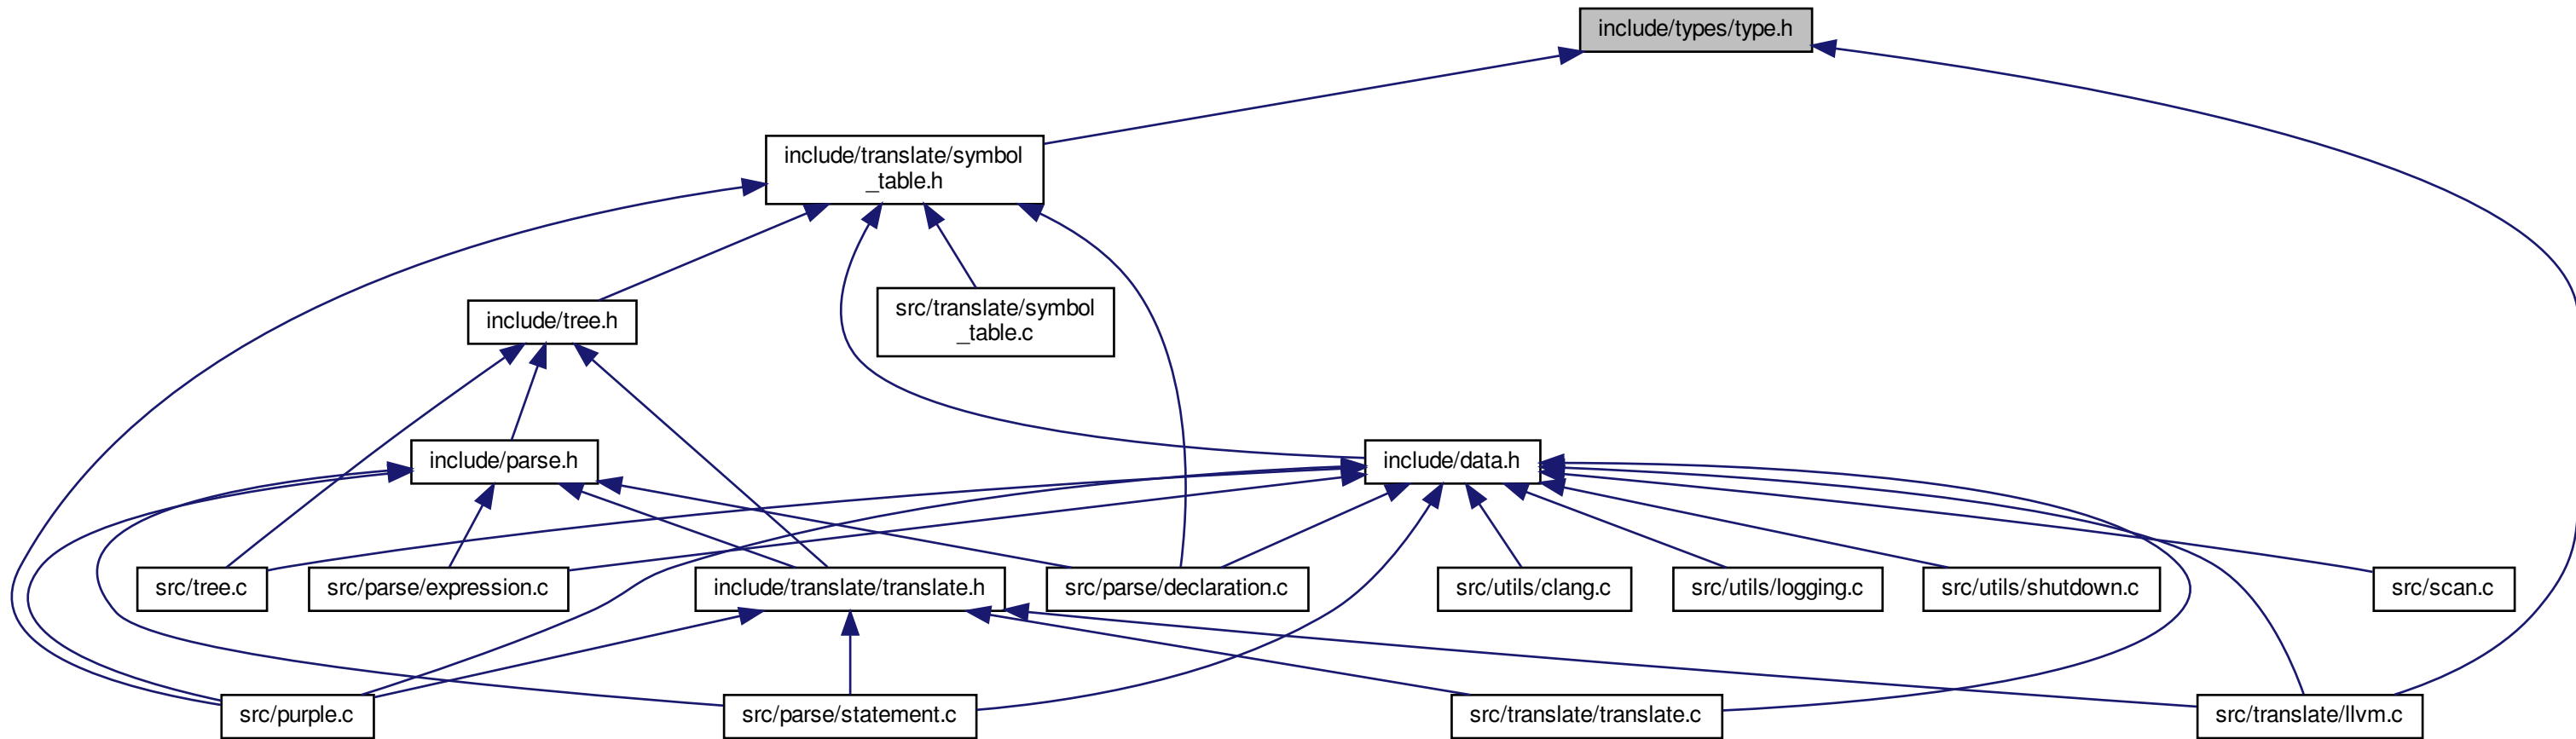 include/types/type.h
include/translate/symbol
_table.h
include/tree.h
src/translate/symbol
_table.c
include/parse.h
include/data.h
src/tree.c
src/parse/expression.c
include/translate/translate.h
src/parse/declaration.c
src/utils/clang.c
src/utils/logging.c
src/utils/shutdown.c
src/scan.c
src/purple.c
src/parse/statement.c
src/translate/translate.c
src/translate/llvm.c